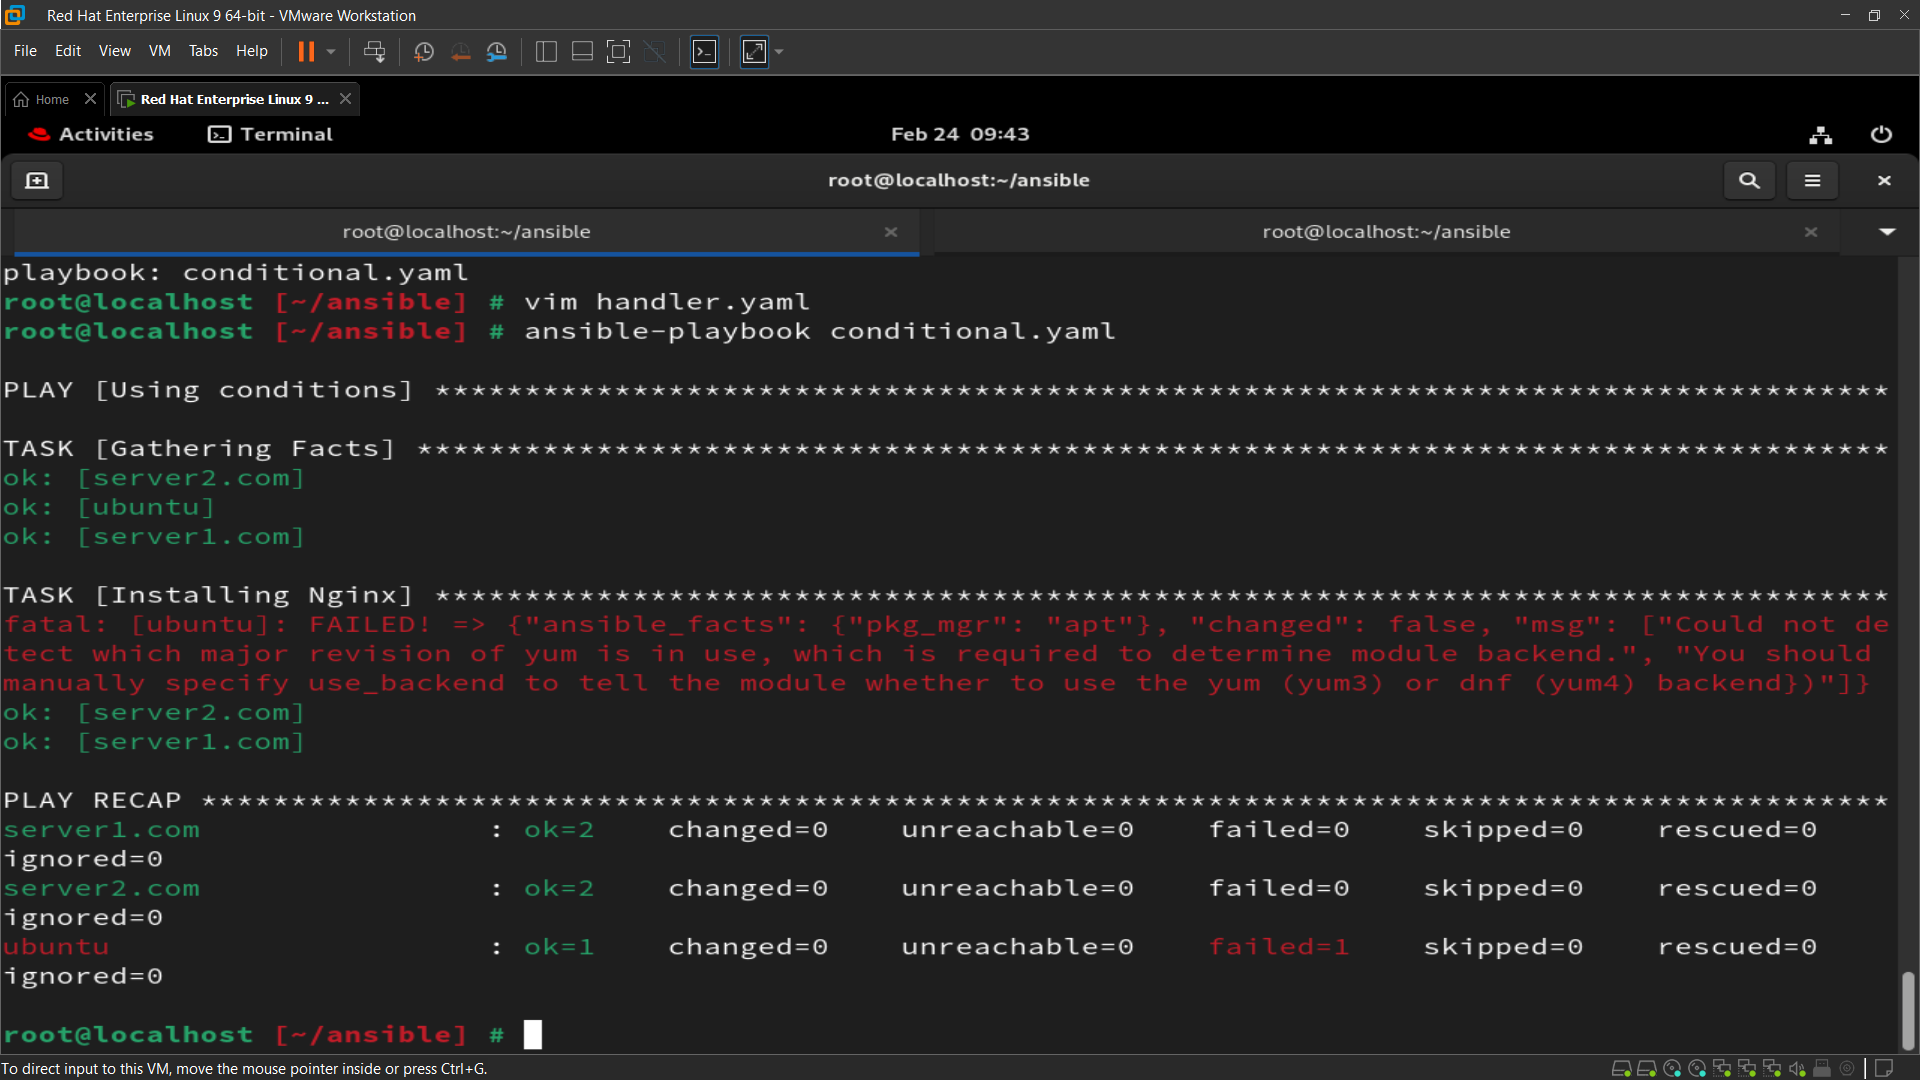 Red Hat Enterprise Linux 9 64-bit - VMware Workstation
File Edit View VM Tabs Help
Home
Red Hat Enterprise Linux 9 ...
Activities Terminal Feb 24 09:43
root@localhost:~/ansible
root@localhost:~/ansible root@localhost:~/ansible
playbook: conditional.yaml
root@localhost [~/ansible] # vim handler.yaml
root@localhost [~/ansible] # ansible-playbook conditional.yaml
PLAY [Using conditions] *********************************************************************************
TASK [Gathering Facts] **********************************************************************************
ok: [server2.com]
ok: [ubuntu]
ok: [server1.com]
TASK [Installing Nginx] *********************************************************************************
fatal: [ubuntu]: FAILED! => {"ansible_facts": {"pkg_mgr": "apt"}, "changed": false, "msg": ["Could not de
tect which major revision of yum is in use, which is required to determine module backend.", "You should
manually specify use_backend to tell the module whether to use the yum (yum3) or dnf (yum4) backend})"]}
ok: [server2.com]
ok: [server1.com]
PLAY RECAP **********************************************************************************************
server1.com : ok=2 changed=0 unreachable=0 failed=0 skipped=0 rescued=0
ignored=0
server2.com : ok=2 changed=0 unreachable=0 failed=0 skipped=0 rescued=0
ignored=0
ubuntu : ok=1 changed=0 unreachable=0 failed=1 skipped=0 rescued=0
ignored=0
root@localhost [~/ansible] #
To direct input to this VM, move the mouse pointer inside or press Ctrl+G.